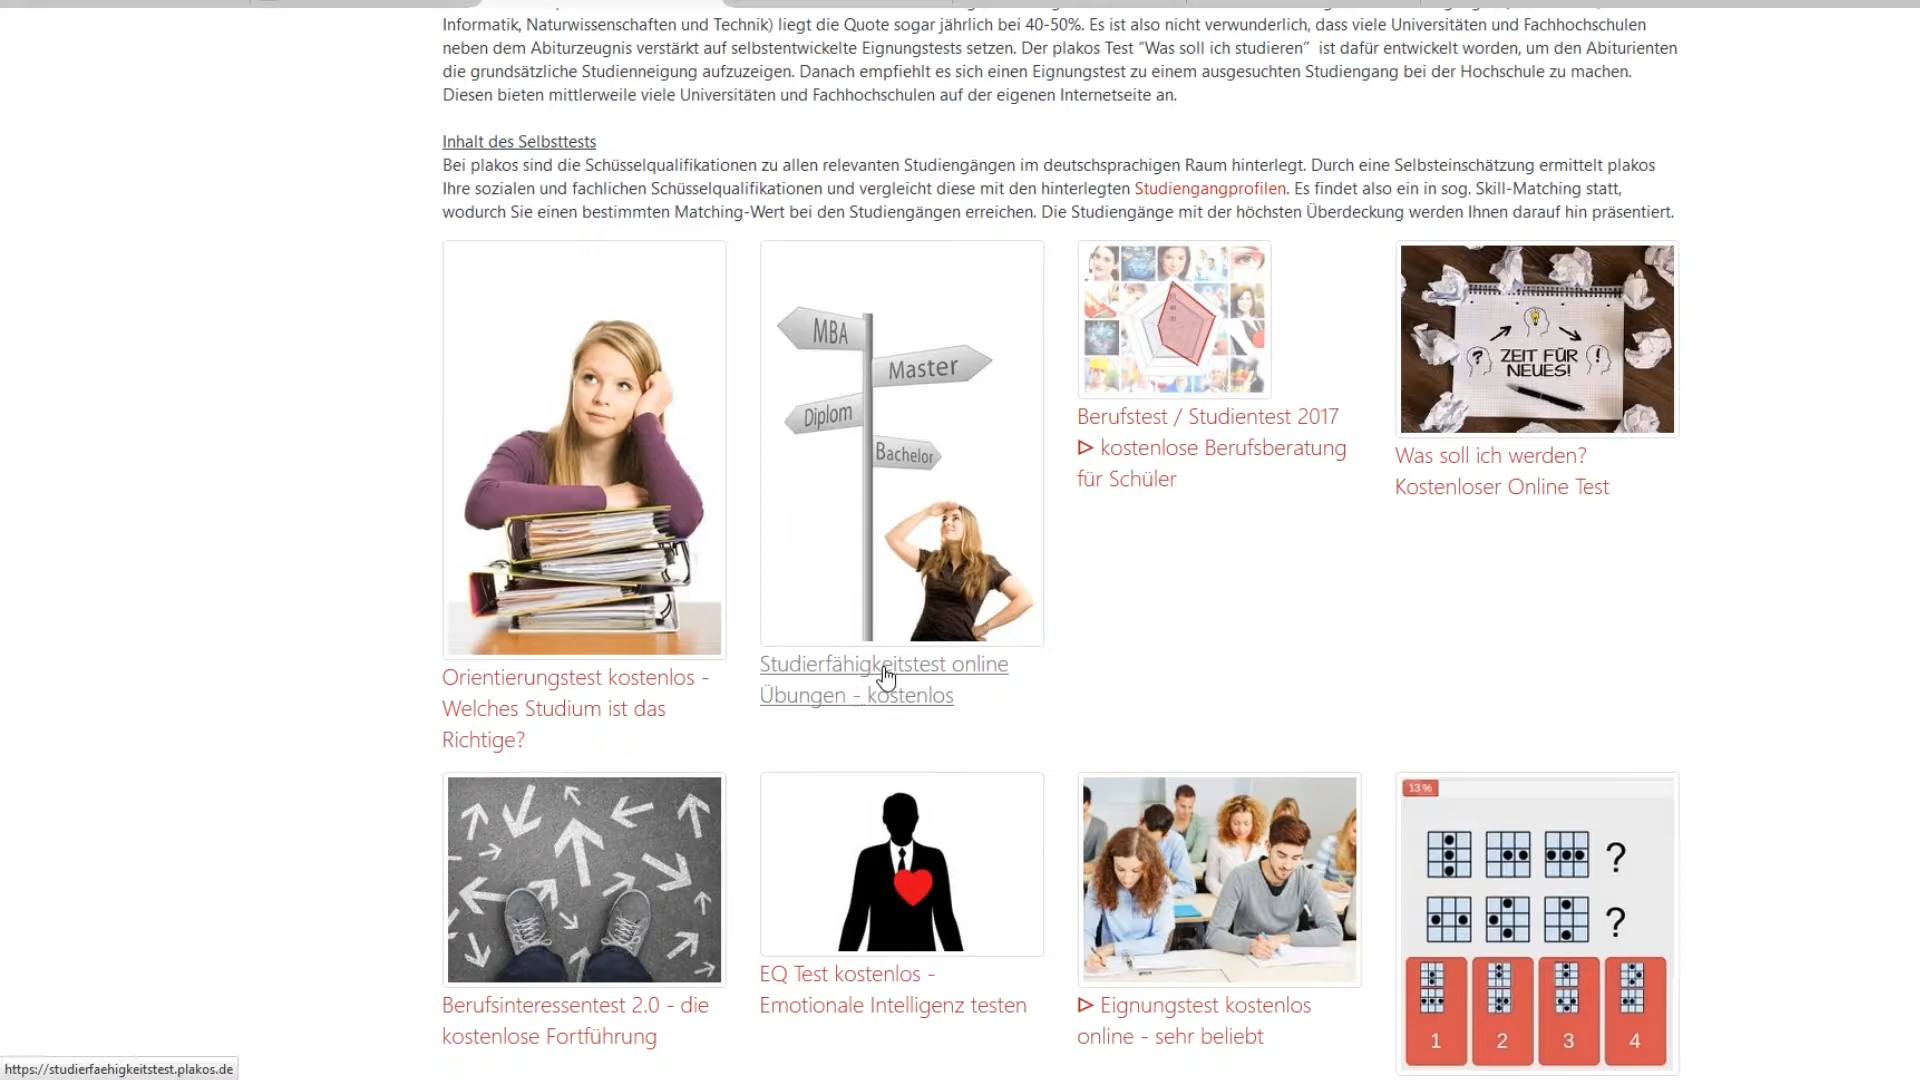 Informatik, Naturwissenschaften und Technik) liegt die Quote sogar jährlich bei 40-50%. Es ist also nicht verwunderlich, dass viele Universitäten und Fachhochschulen
neben dem Abiturzeugnis verstärkt auf selbstentwickelte Eignungstests setzen. Der plakos Test “Was soll ich studieren” ist dafür entwickelt worden, um den Abiturienten
die grundsätzliche Studienneigung aufzuzeigen. Danach empfiehlt es sich einen Eignungstest zu einem ausgesuchten Studiengang bei der Hochschule zu machen.
Diesen bieten mittlerweile viele Universitäten und Fachhochschulen auf der eigenen Internetseite an.
Inhalt des Selbsttests
Bei plakos sind die Schüsselqualifikationen zu allen relevanten Studiengängen im deutschsprachigen Raum hinterlegt. Durch eine Selbsteinschätzung ermittelt plakos
Ihre sozialen und fachlichen Schüsselqualifikationen und vergleicht diese mit den hinterlegten Studiengangprofilen. Es findet also ein in sog. Skill-Matching statt,
wodurch Sie einen bestimmten Matching-Wert bei den Studiengängen erreichen. Die Studiengänge mit der höchsten Überdeckung werden Ihnen darauf hin präsentiert.
MBA
Master
Diplom
Bachelor
ZEIT FÜR
NEUES!
? !
Orientierungstest kostenlos -
Welches Studium ist das
Richtige?
Studierfähigkeitstest online
Übungen - kostenlos
Berufstest / Studientest 2017
ᐅ kostenlose Berufsberatung
für Schüler
Was soll ich werden?
Kostenloser Online Test
13 %
?
?
1 2 3 4
Berufsinteressentest 2.0 - die
kostenlose Fortführung
EQ Test kostenlos -
Emotionale Intelligenz testen
ᐅ Eignungstest kostenlos
online - sehr beliebt
https://studierfaehigkeitstest.plakos.de